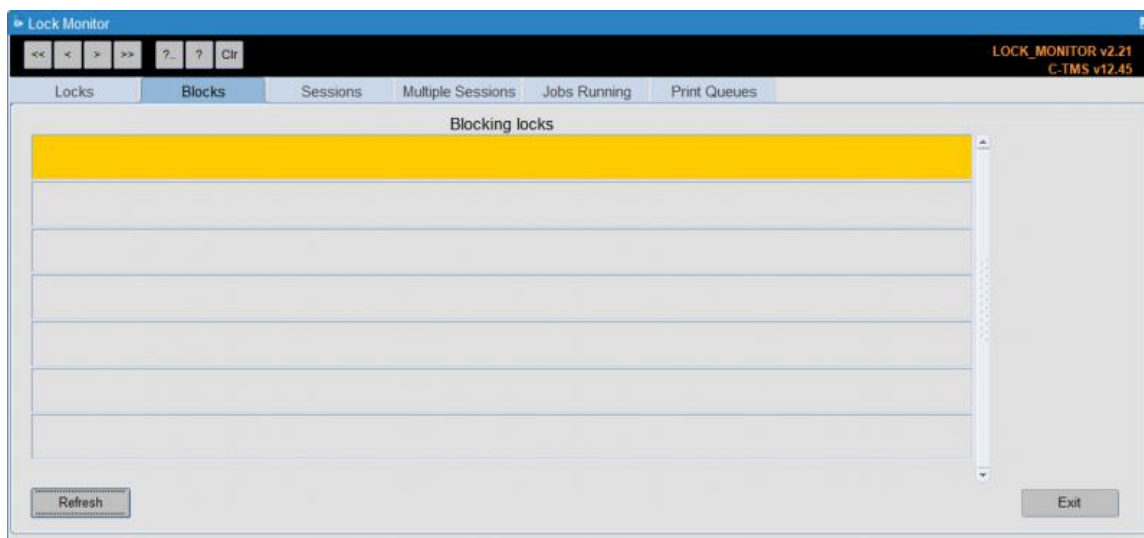 Lock Monitor
<< < > >> ?_ ? Clr
LOCK_MONITOR v2.21
C-TMS v12.45
Locks Blocks Sessions Multiple Sessions Jobs Running Print Queues
Blocking locks
Refresh Exit